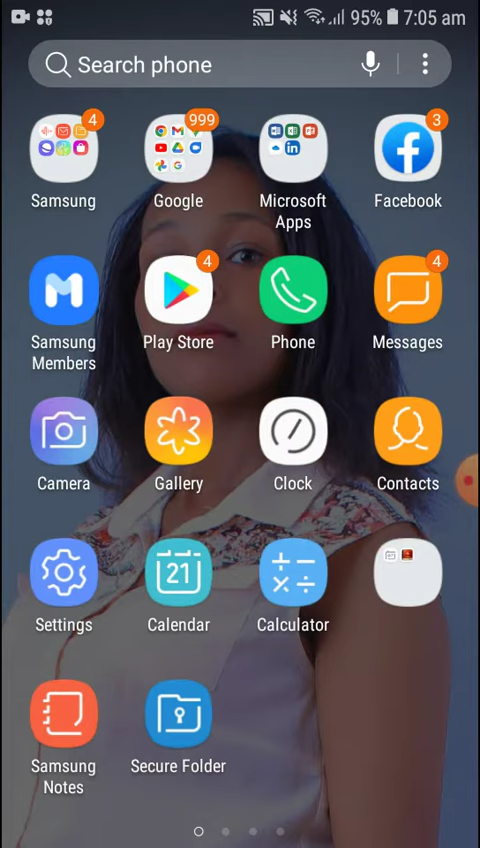 95% 7:05 am
Search phone
4 999 3
Samsung Google Microsoft Apps Facebook
4 4
Samsung Members Play Store Phone Messages
Camera Gallery Clock Contacts
21
Settings Calendar Calculator
Samsung Notes Secure Folder